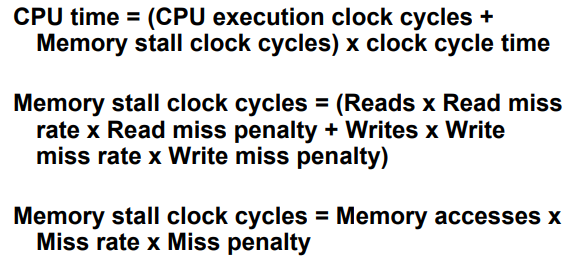 CPU time = (CPU execution clock cycles +
Memory stall clock cycles) x clock cycle time
Memory stall clock cycles = (Reads x Read miss
rate x Read miss penalty + Writes x Write
miss rate x Write miss penalty)
Memory stall clock cycles = Memory accesses x
Miss rate x Miss penalty